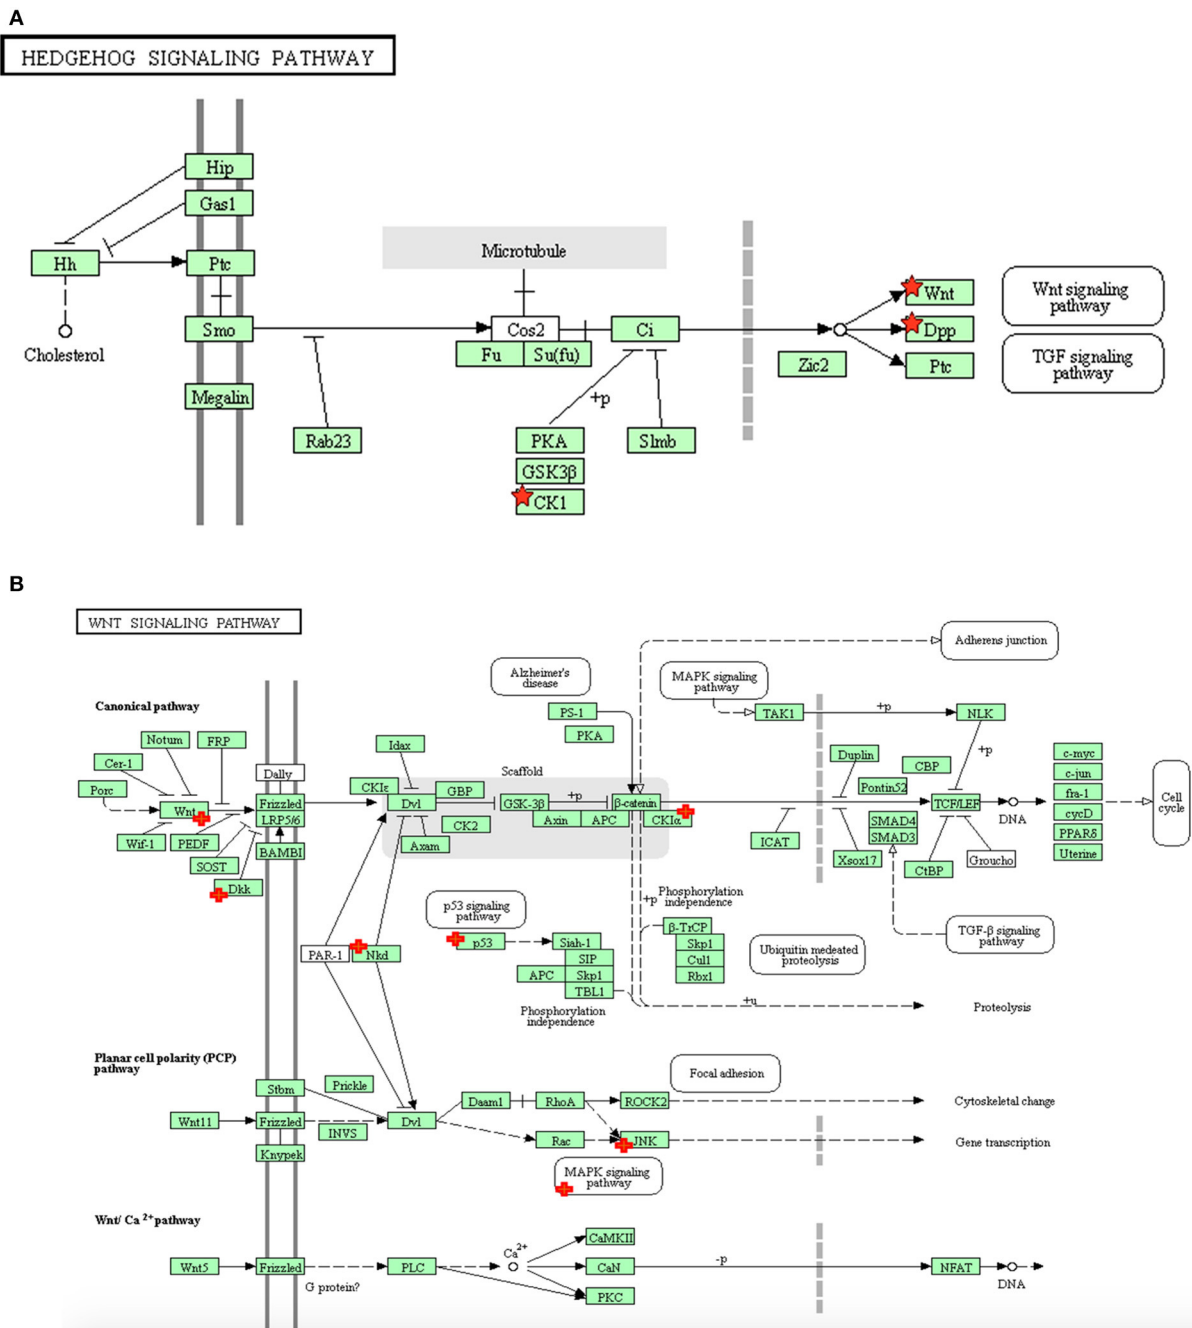 A
HEDGEHOG SIGNALING PATHWAY
Hip
Gas1
Hh
Ptc
Microtubule
Smo
Cos2
Ci
Fu
Su(fu)
Cholesterol
Megalin
Rab23
+p
PKA
Slmb
GSK3β
CK1
Zic2
Wnt
Dpp
Ptc
Wnt signaling
pathway
TGF signaling
pathway
B
WNT SIGNALING PATHWAY
Canonical pathway
Notum
FRP
Cer-1
Porc
Wnt
Wif-1
PEDF
SOST
Dkk
Dally
Frizzled
LRP5/6
BAMBI
Idax
CKIε
Dvl
GBP
CK2
Axam
Scaffold
GSK-3β
+p
β-catenin
Axin
APC
CKIα
Alzheimer's
disease
PS-1
PKA
Adherens junction
MAPK signaling
pathway
TAK1
+p
NLK
+p
Duplin
CBP
Pontin52
TCF/LEF
DNA
SMAD4
SMAD3
ICAT
Xsox17
CtBP
Groucho
c-myc
c-jun
fra-1
cycD
PPARδ
Uterine
Cell
cycle
PAR-1
Nkd
p53 signaling
pathway
p53
Siah-1
SIP
APC
Skp1
TBL1
Phosphorylation
independence
+p
Phosphorylation
independence
β-TrCP
Skp1
Cul1
Rbx1
Ubiquitin medeated
proteolysis
TGF-β signaling
pathway
+u
Proteolysis
Planar cell polarity (PCP)
pathway
Stbm
Prickle
Wnt11
Frizzled
INVS
Knypek
Dvl
Daam1
RhoA
ROCK2
Focal adhesion
Cytoskeletal change
Rac
JNK
Gene transcription
MAPK signaling
pathway
Wnt/ Ca 2+ pathway
Wnt5
Frizzled
G protein?
PLC
Ca2+
CaMKII
CaN
PKC
-p
NFAT
DNA